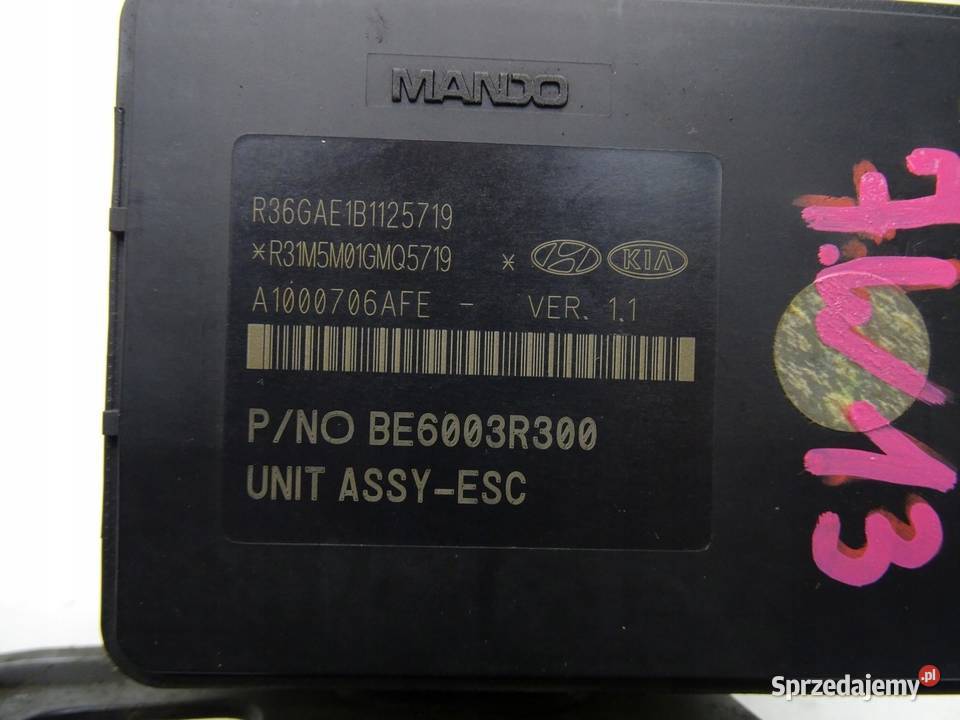 MANDO
R36GAE1B1125719
*R31M5M01GMQ5719 * KIA
A1000706AFE - VER. 1.1
P/NO BE6003R300
UNIT ASSY-ESC
Sprzedajemy.pl